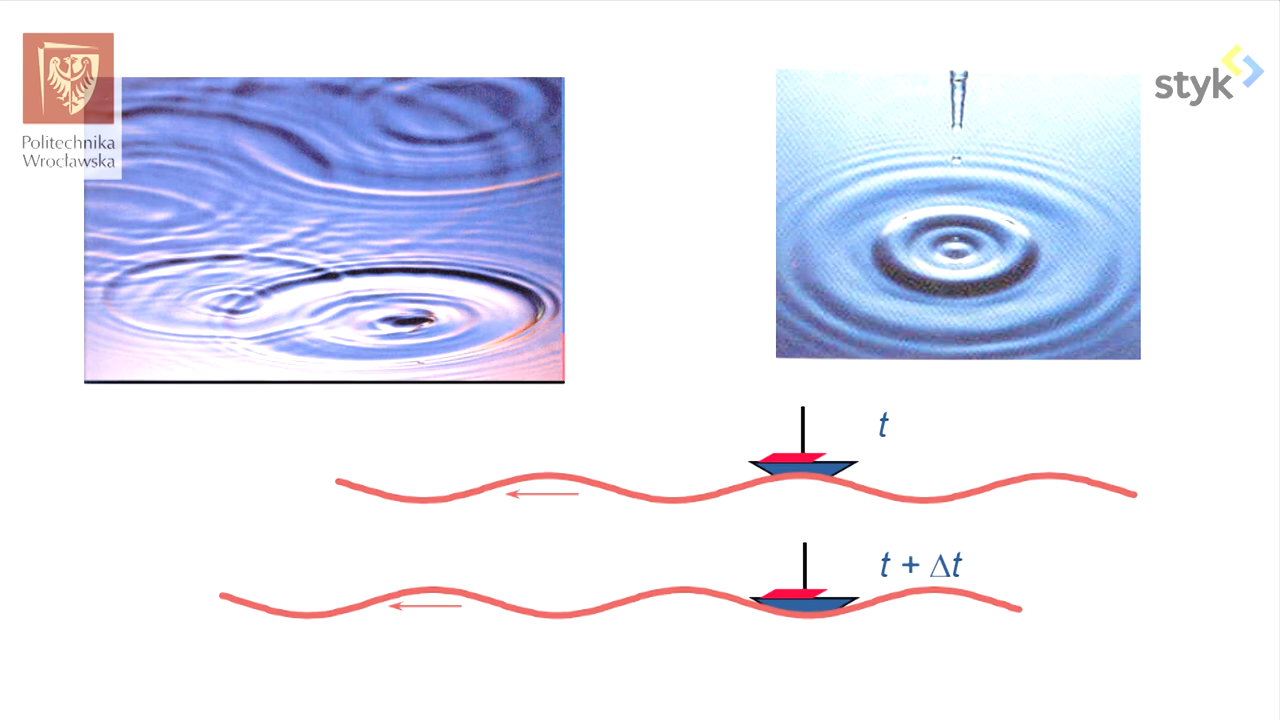 Politechnika
Wrocławska
styk
t
t + Δt